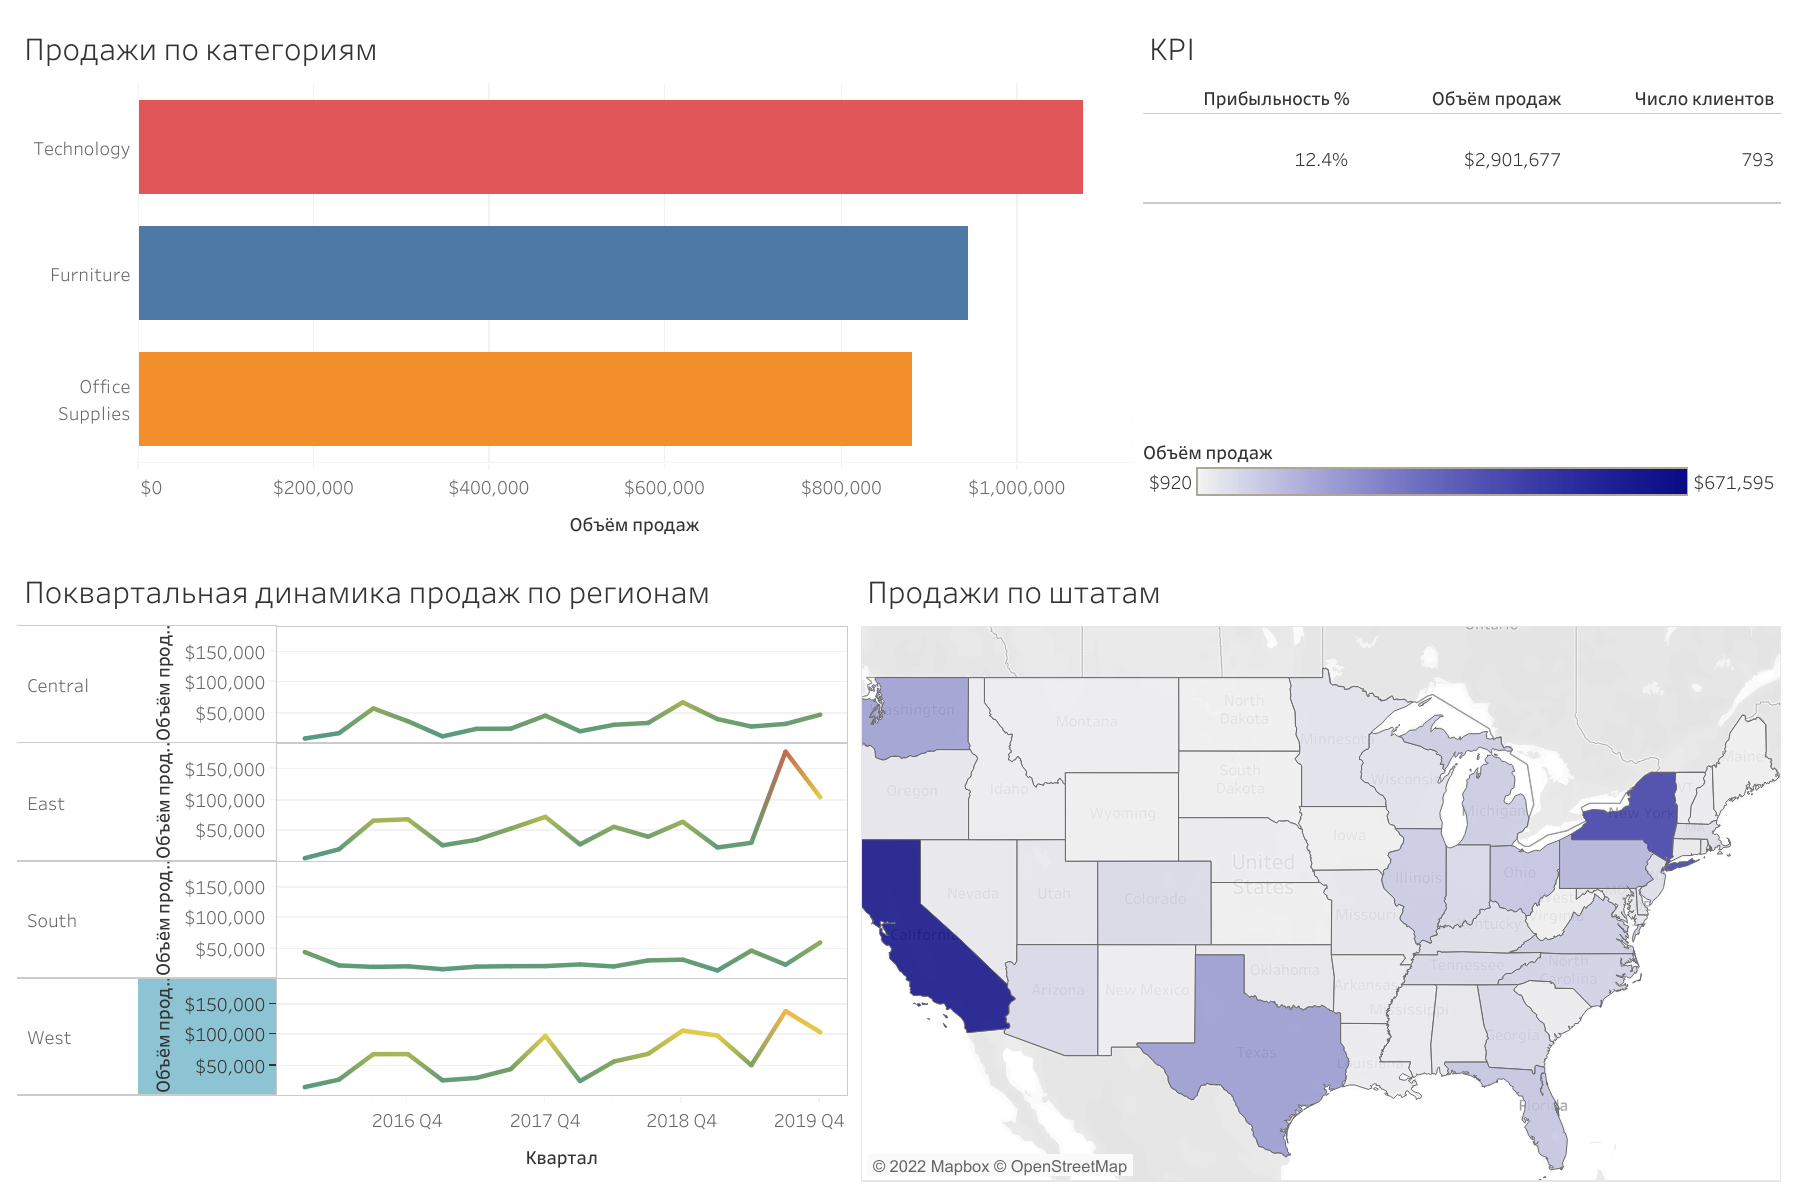 Продажи по категориям
Technology
Furniture
Office
Supplies
$0
$200,000
$400,000
$600,000
$800,000
$1,000,000
Объём продаж
KPI
Прибыльность %
Объём продаж
Число клиентов
12.4%
$2,901,677
793
Объём продаж
$920
$671,595
Поквартальная динамика продаж по регионам
Central
Объём прод..
$150,000
$100,000
$50,000
East
Объём прод..
$150,000
$100,000
$50,000
South
Объём прод..
$150,000
$100,000
$50,000
West
Объём прод..
$150,000
$100,000
$50,000
2016 Q4
2017 Q4
2018 Q4
2019 Q4
Квартал
Продажи по штатам
Ontario
Washington
Montana
North
Dakota
Minnesota
Maine
Oregon
Idaho
South
Dakota
Wisconsin
VT
Wyoming
Michigan
New York
Iowa
MA
United
States
Nevada
Utah
Colorado
Illinois
Ohio
Missouri
Kentucky
West
Virginia
California
Oklahoma
Tennessee
North
Carolina
Arizona
New Mexico
Arkansas
Mississippi
Georgia
Texas
Louisiana
Florida
© 2022 Mapbox © OpenStreetMap